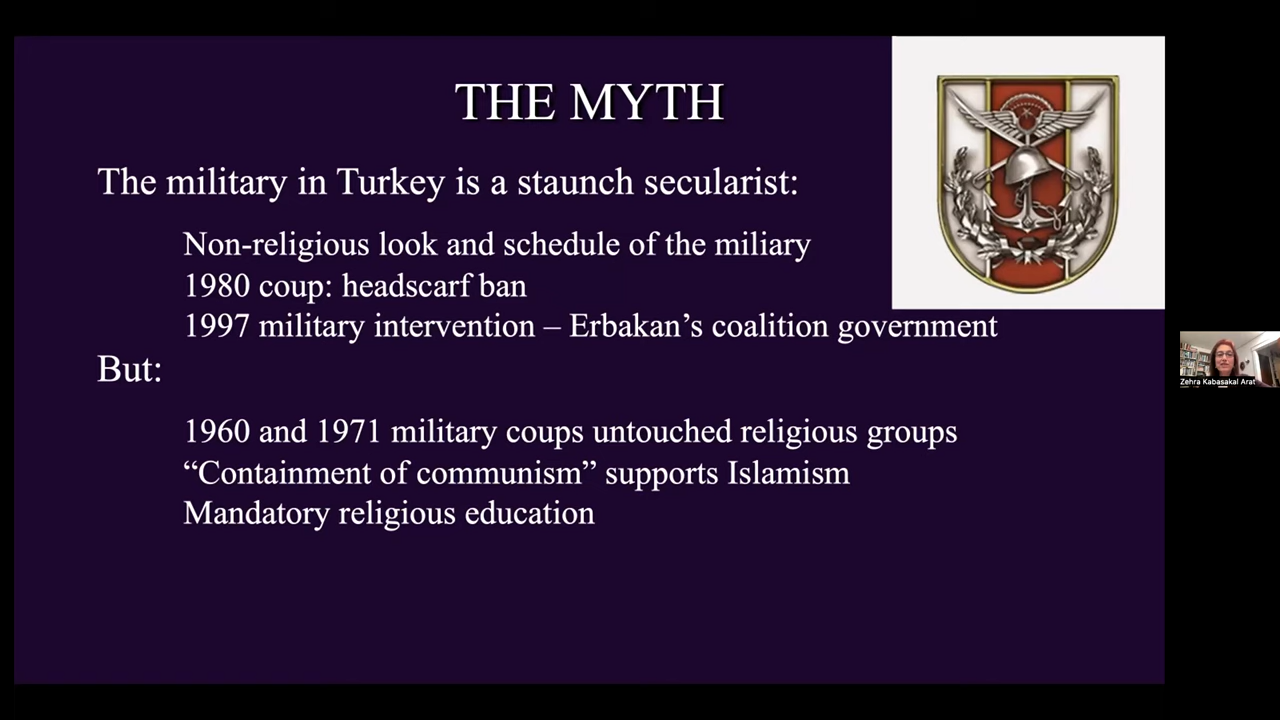 THE MYTH
The military in Turkey is a staunch secularist:
Non-religious look and schedule of the miliary
1980 coup: headscarf ban
1997 military intervention – Erbakan’s coalition government
But:
1960 and 1971 military coups untouched religious groups
“Containment of communism” supports Islamism
Mandatory religious education
Zehra Kabasakal Arat